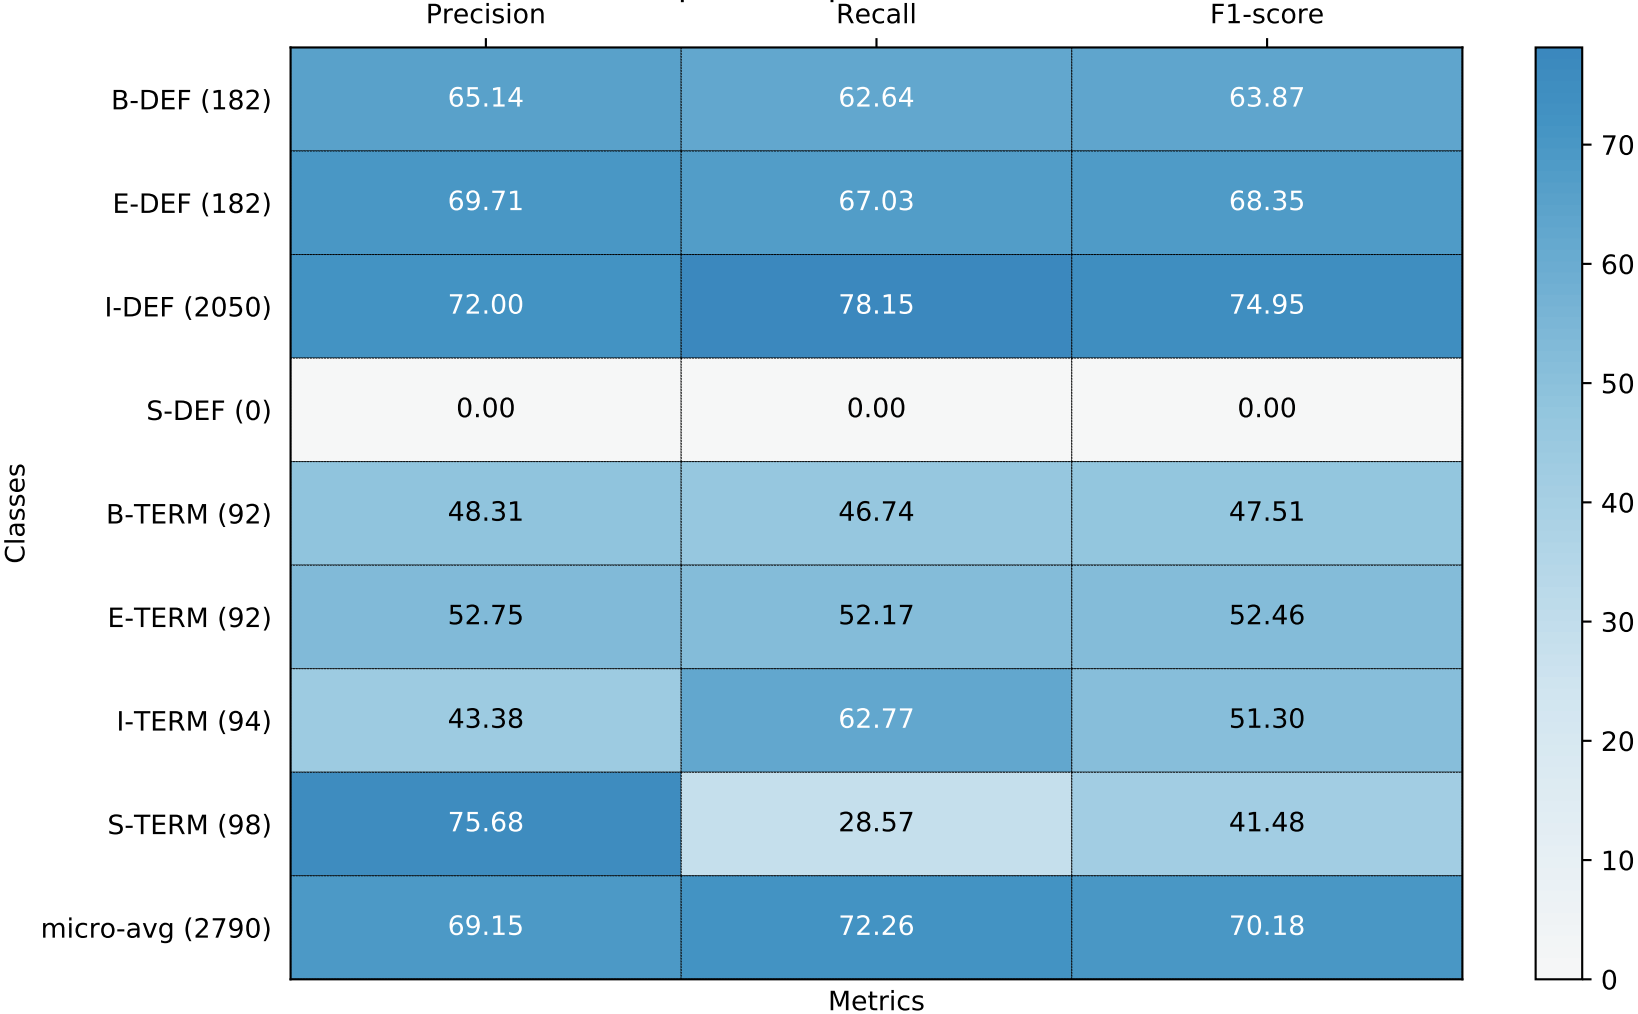 Precision Recall F1-score
B-DEF (182) 65.14 62.64 63.87
70
E-DEF (182) 69.71 67.03 68.35
60
I-DEF (2050) 72.00 78.15 74.95
50
S-DEF (0) 0.00 0.00 0.00
Classes
B-TERM (92) 48.31 46.74 47.51
40
E-TERM (92) 52.75 52.17 52.46
30
I-TERM (94) 43.38 62.77 51.30
20
S-TERM (98) 75.68 28.57 41.48
10
micro-avg (2790) 69.15 72.26 70.18
0
Metrics